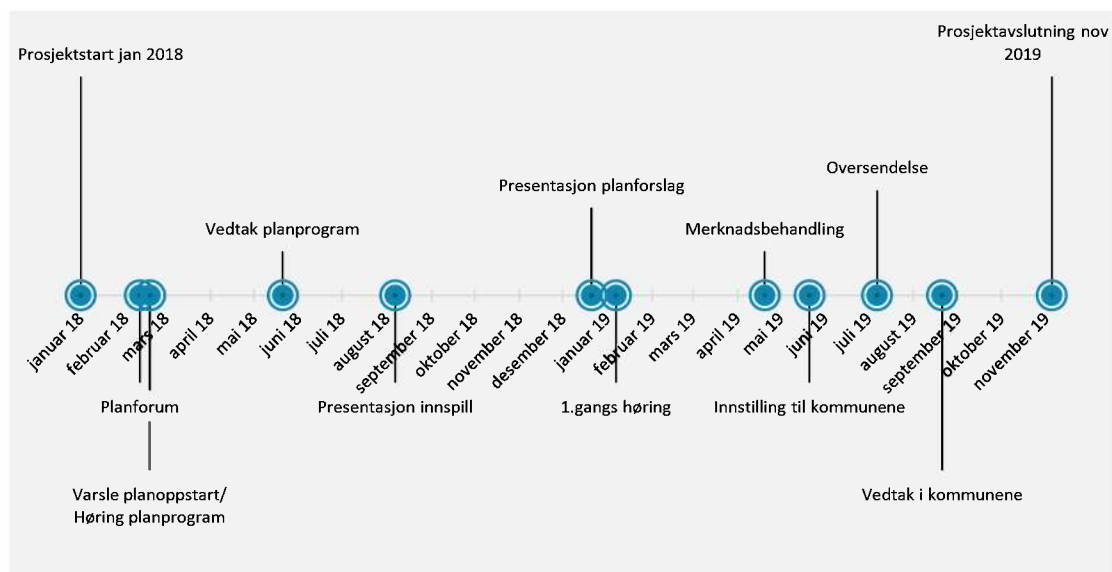 Prosjektavslutning nov
2019
Prosjektstart jan 2018
Oversendelse
Presentasjon planforslag
Vedtak planprogram
Merknadsbehandling
januar 18
februar 18
mars 18
april 18
mai 18
juni 18
juli 18
august 18
september 18
oktober 18
november 18
desember 18
januar 19
februar 19
mars 19
april 19
mai 19
juni 19
juli 19
august 19
september 19
oktober 19
november 19
Planforum
Presentasjon innspill
1.gangs høring
Innstilling til kommunene
Varsle planoppstart/
Høring planprogram
Vedtak i kommunene